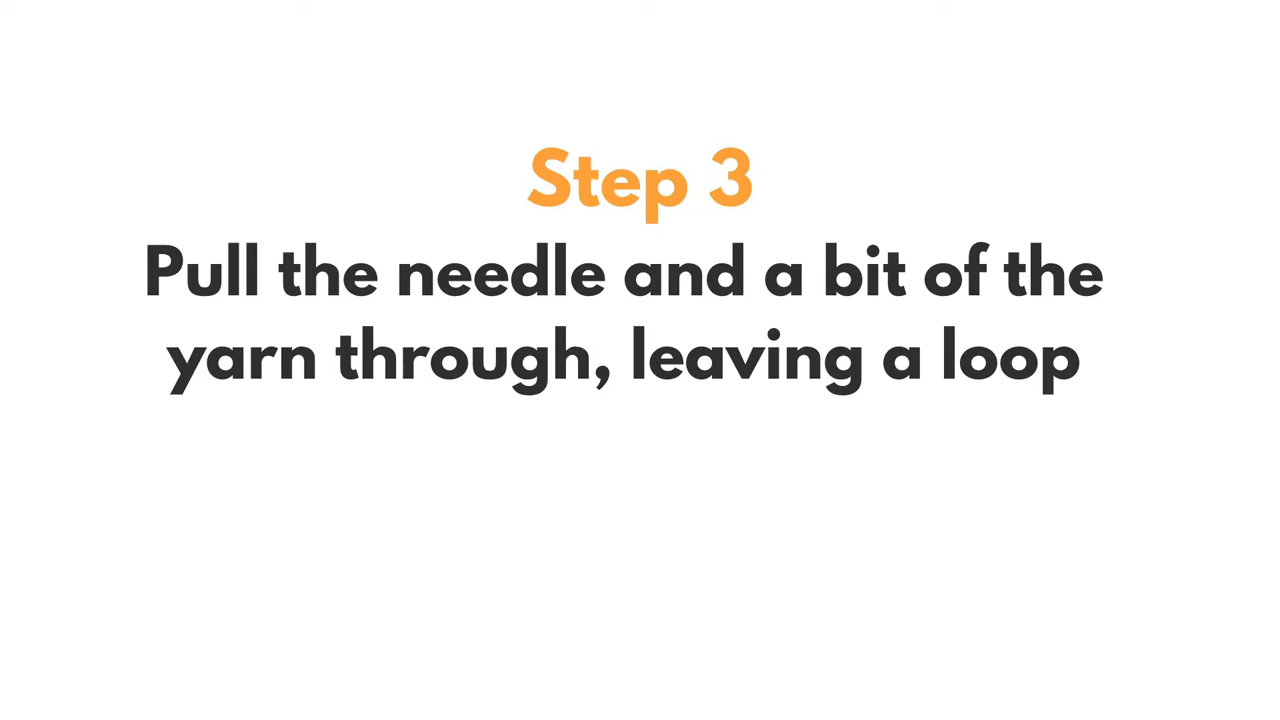 Step 3
Pull the needle and a bit of the
yarn through, leaving a loop